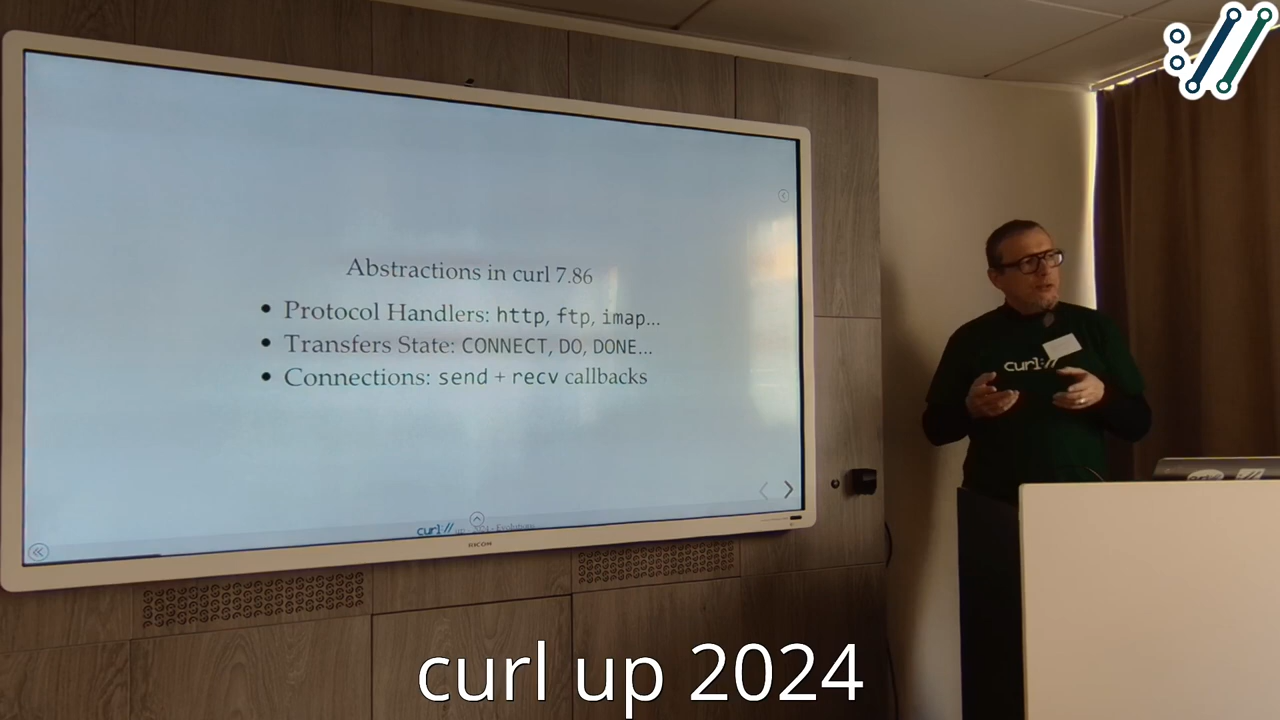 Abstractions in curl 7.86
• Protocol Handlers: http, ftp, imap...
• Transfers State: CONNECT, DO, DONE...
• Connections: send + recv callbacks
curl://
RICOH
curl://
curl up 2024